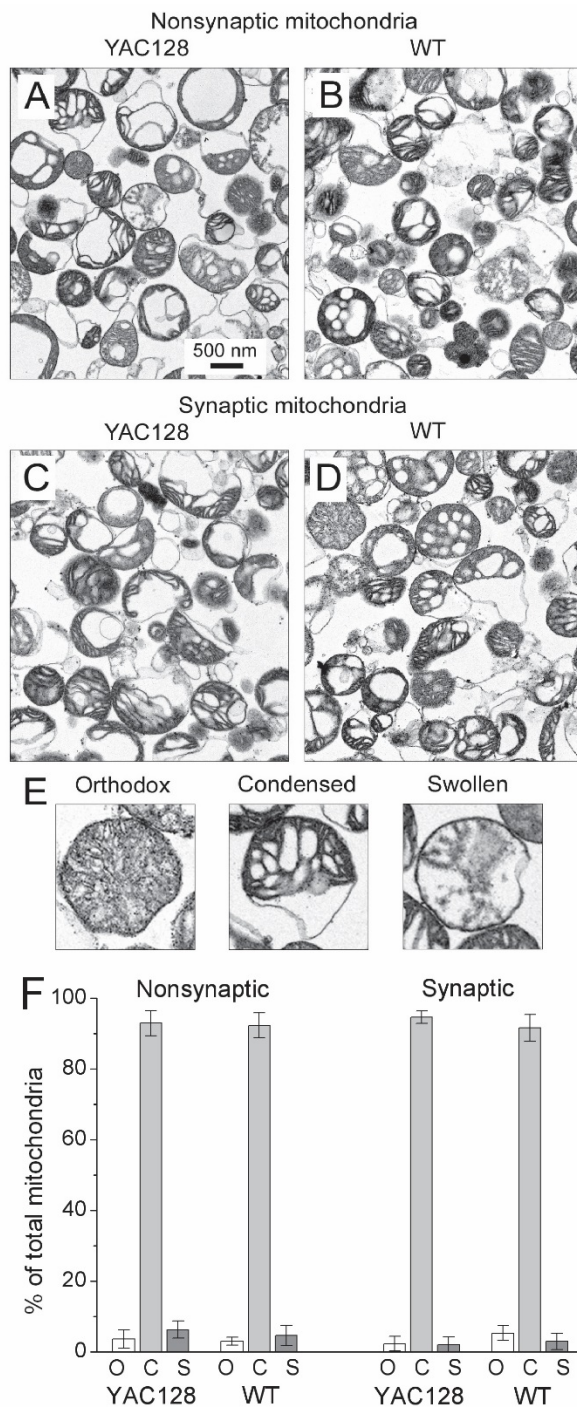 Nonsynaptic mitochondria
YAC128 WT
A B
500 nm
Synaptic mitochondria
YAC128 WT
C D
E
Orthodox Condensed Swollen
F
Nonsynaptic Synaptic
% of total mitochondria
100
80
60
40
20
0
O C S O C S O C S O C S
YAC128 WT YAC128 WT